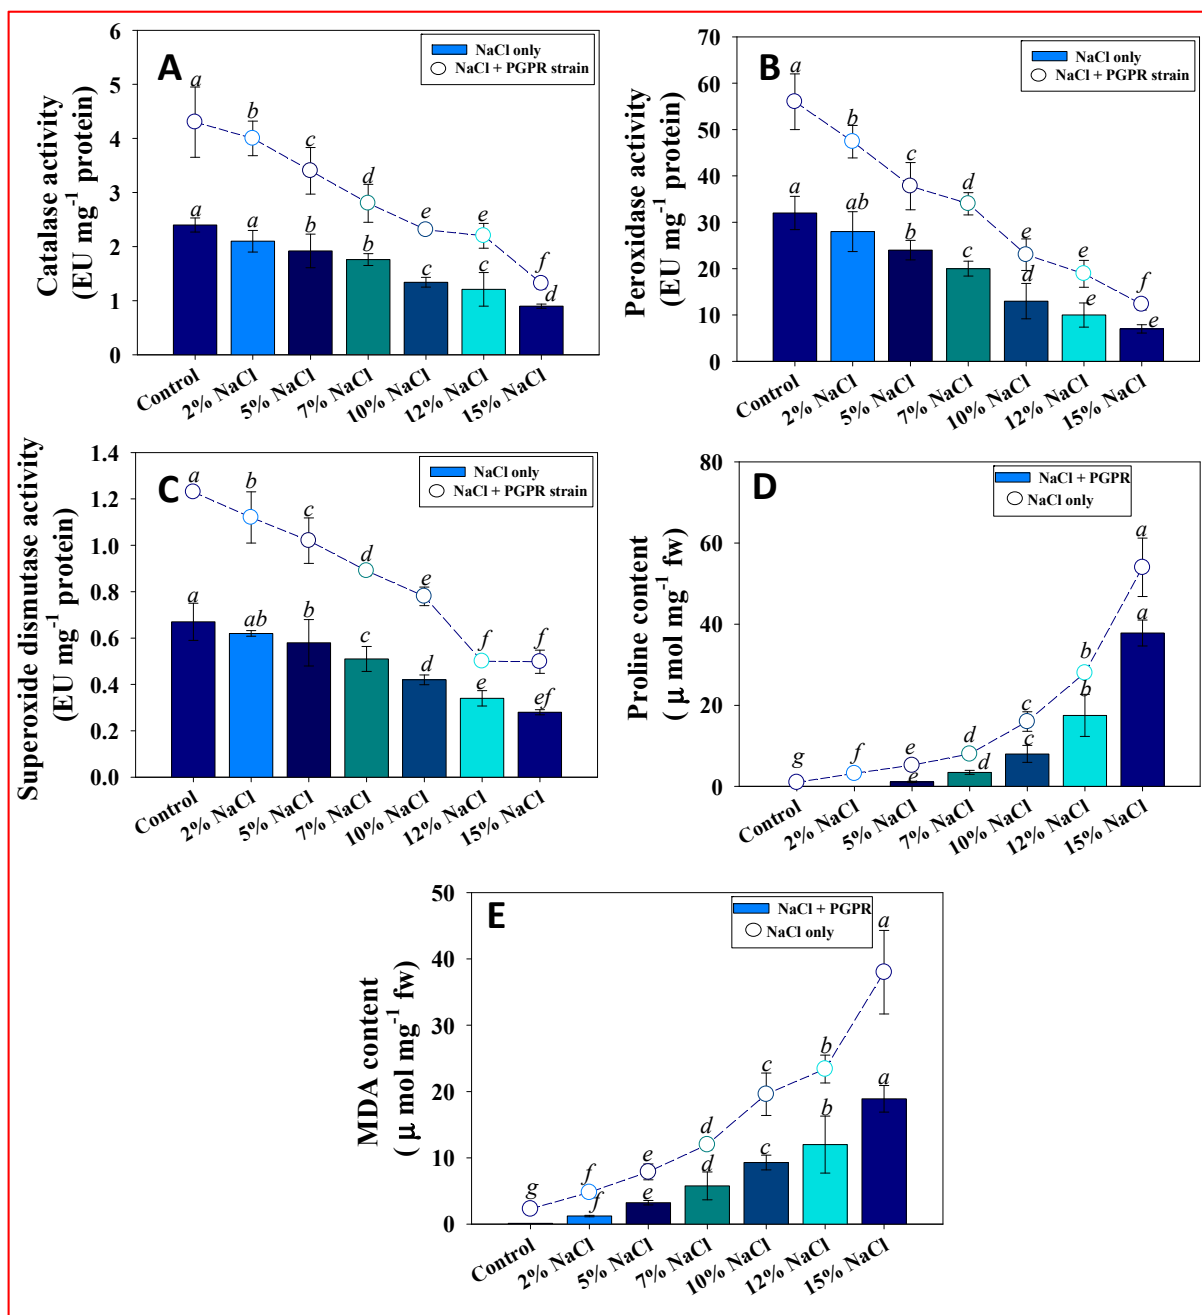 A
Catalase activity
(EU mg-1 protein)
6
5
4
3
2
1
0
NaCl only
NaCl + PGPR strain
a
b
c
d
e
e
f
a
a
b
b
c
c
d
Control
2% NaCl
5% NaCl
7% NaCl
10% NaCl
12% NaCl
15% NaCl
B
Peroxidase activity
(EU mg-1 protein)
70
60
50
40
30
20
10
0
NaCl only
NaCl + PGPR strain
a
b
c
d
e
e
f
a
ab
b
c
d
e
e
Control
2% NaCl
5% NaCl
7% NaCl
10% NaCl
12% NaCl
15% NaCl
C
Superoxide dismutase activity
(EU mg-1 protein)
1.4
1.2
1.0
0.8
0.6
0.4
0.2
0.0
NaCl only
NaCl + PGPR strain
a
b
c
d
e
f
f
a
ab
b
c
d
e
ef
Control
2% NaCl
5% NaCl
7% NaCl
10% NaCl
12% NaCl
15% NaCl
D
Proline content
( μ mol mg-1 fw)
80
60
40
20
0
NaCl + PGPR
NaCl only
g
f
e
d
c
b
a
e
d
c
b
a
Control
2% NaCl
5% NaCl
7% NaCl
10% NaCl
12% NaCl
15% NaCl
E
MDA content
( μ mol mg-1 fw)
50
40
30
20
10
0
NaCl + PGPR
NaCl only
g
f
e
d
c
b
a
f
e
d
c
b
a
Control
2% NaCl
5% NaCl
7% NaCl
10% NaCl
12% NaCl
15% NaCl